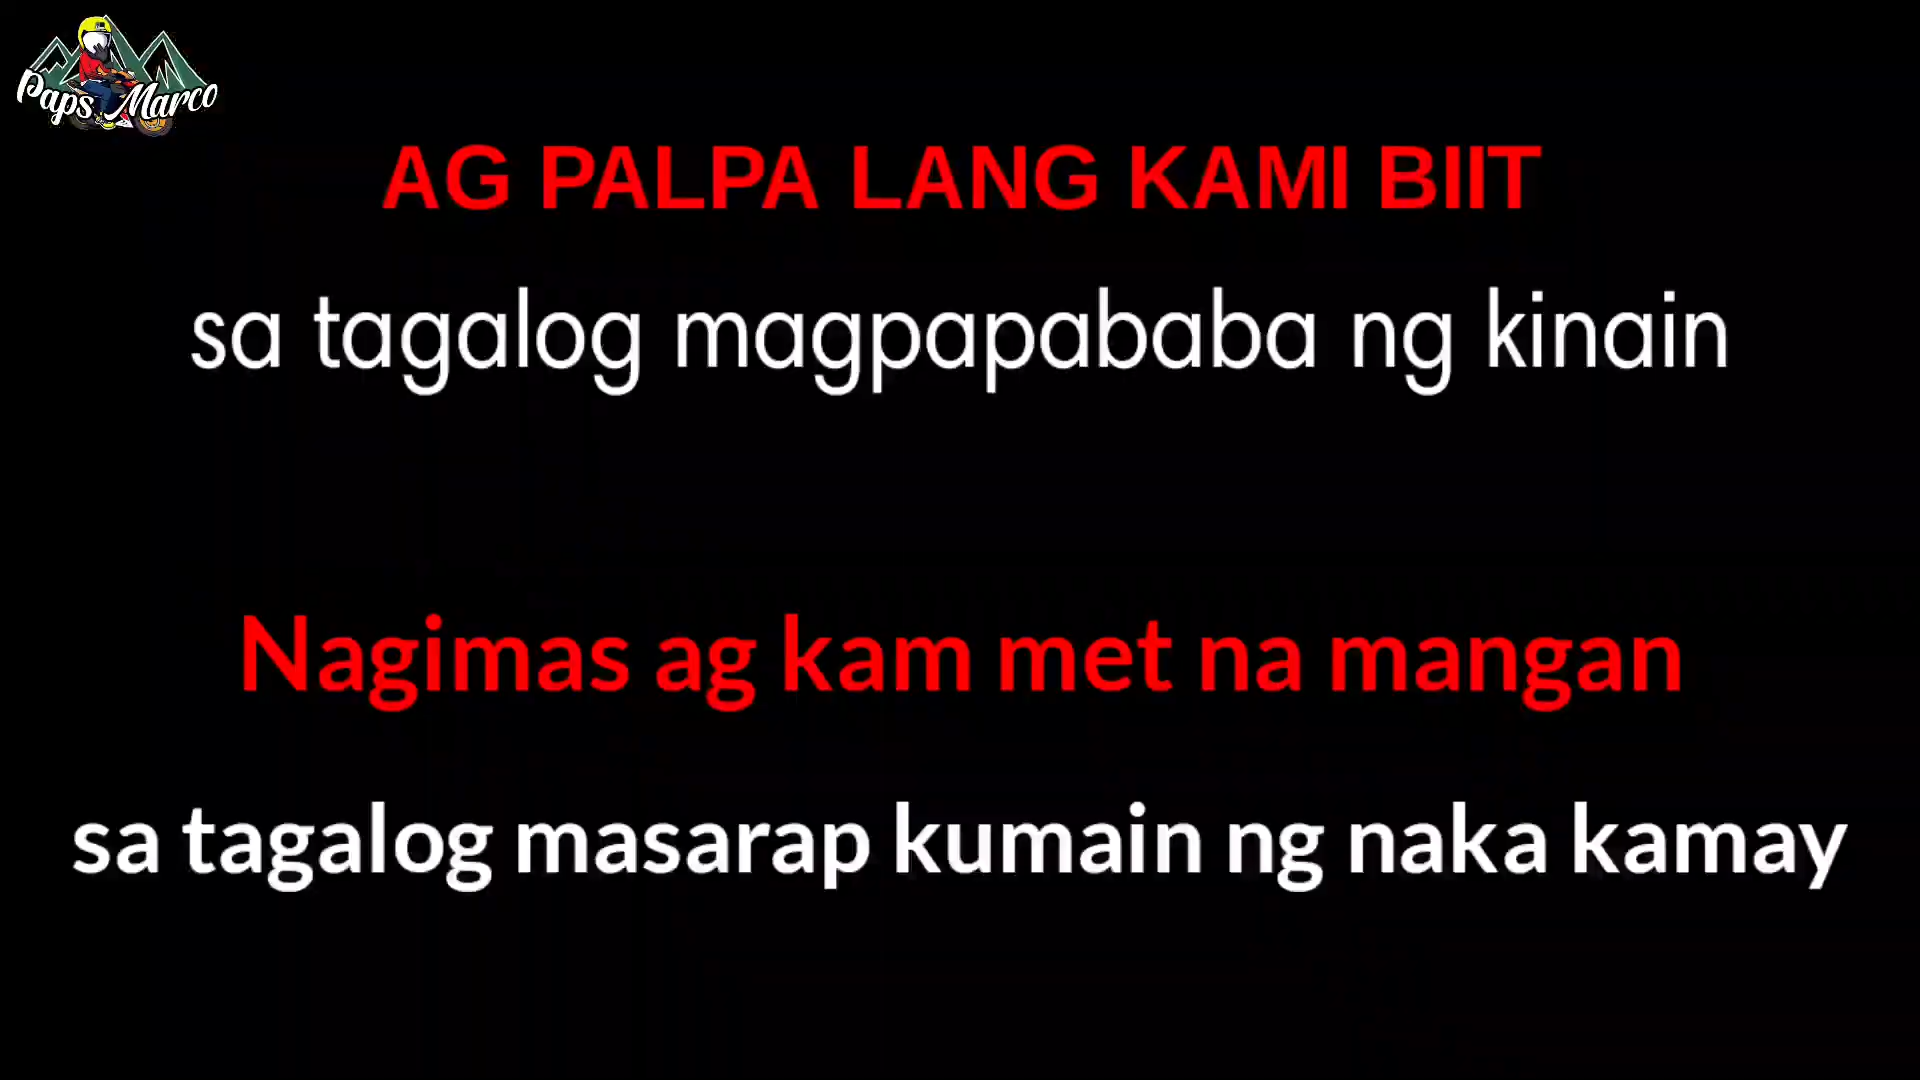 Paps Marco
AG PALPA LANG KAMI BIIT
sa tagalog magpapababa ng kinain
Nagimas ag kam met na mangan
sa tagalog masarap kumain ng naka kamay